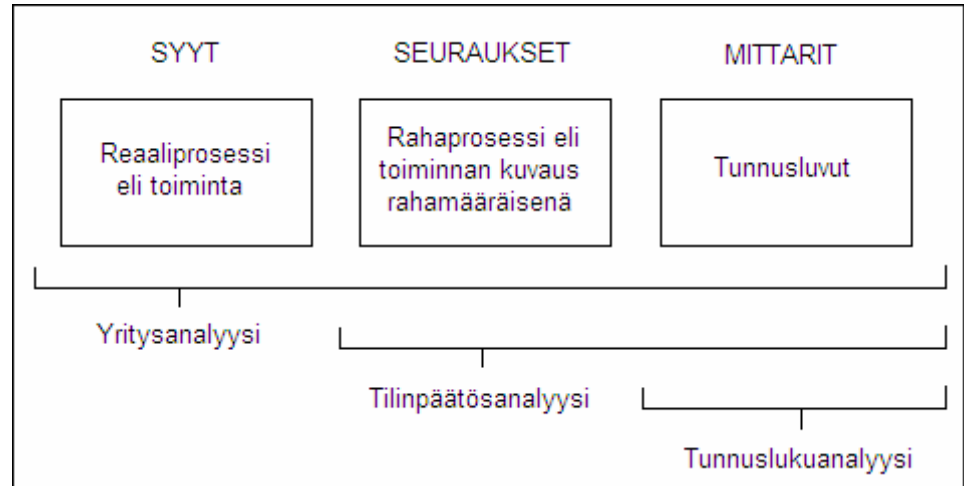 SYYT
SEURAUKSET
MITTARIT
Reaaliprosessi
eli toiminta
Rahaprosessi eli
toiminnan kuvaus
rahamääräisenä
Tunnusluvut
Yritysanalyysi
Tilinpäätösanalyysi
Tunnuslukuanalyysi